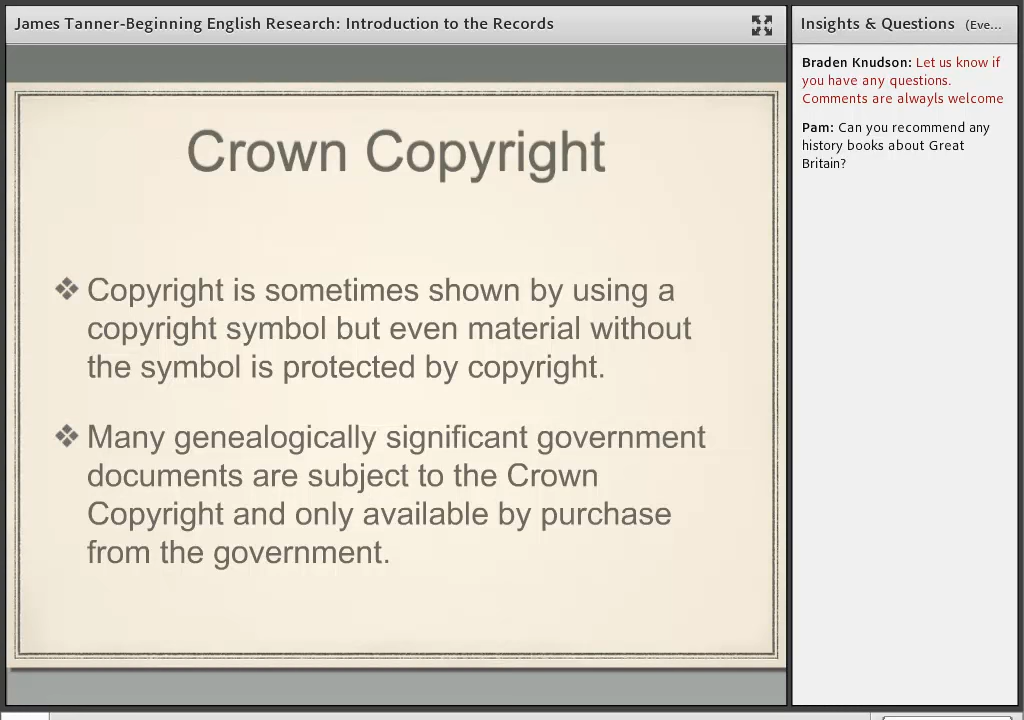 James Tanner-Beginning English Research: Introduction to the Records
Crown Copyright
❖ Copyright is sometimes shown by using a
copyright symbol but even material without
the symbol is protected by copyright.
❖ Many genealogically significant government
documents are subject to the Crown
Copyright and only available by purchase
from the government.
Insights & Questions (Eve...
Braden Knudson: Let us know if
you have any questions.
Comments are alwayls welcome
Pam: Can you recommend any
history books about Great
Britain?